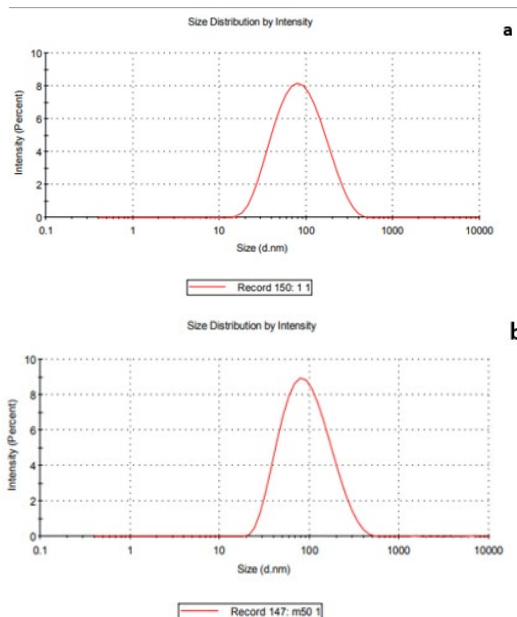 Size Distribution by Intensity
a
Intensity (Percent)
10
8
6
4
2
0
0.1 1 10 100 1000 10000
Size (d.nm)
Record 150: 1 1
Size Distribution by Intensity
b
Intensity (Percent)
10
8
6
4
2
0
0.1 1 10 100 1000 10000
Size (d.nm)
Record 147: m50 1